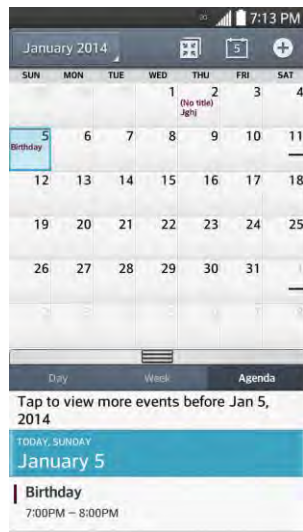 7:13 PM
January 2014
5
SUN MON TUE WED THU FRI SAT
1 2 3 4
(No title)
Jghj
5 6 7 8 9 10 11
Birthday
12 13 14 15 16 17 18
19 20 21 22 23 24 25
26 27 28 29 30 31 1
Day Week Agenda
Tap to view more events before Jan 5,
2014
TODAY, SUNDAY
January 5
Birthday
7:00PM – 8:00PM